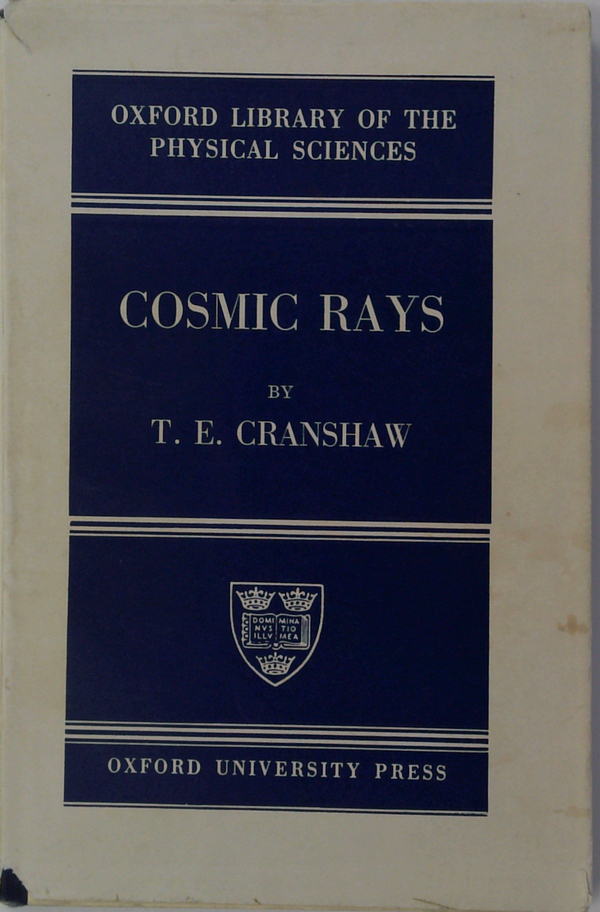 OXFORD LIBRARY OF THE
PHYSICAL SCIENCES
COSMIC RAYS
BY
T. E. CRANSHAW
DOMI MINA
NVS TIO
ILLV MEA
OXFORD UNIVERSITY PRESS